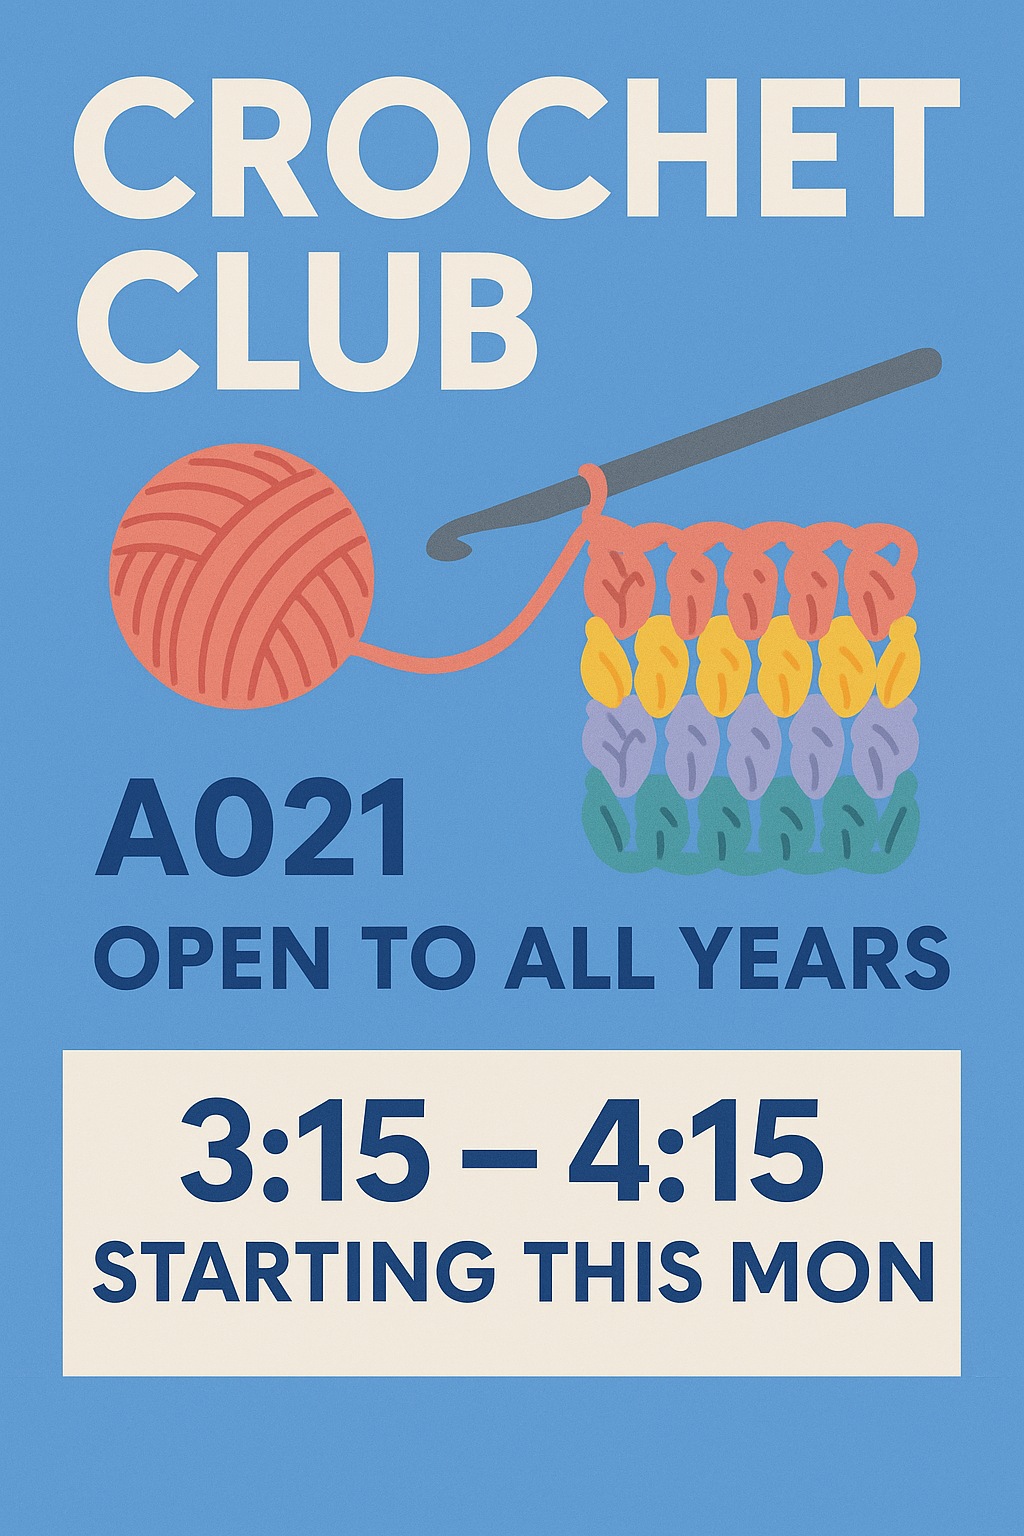 CROCHET
CLUB
A021
OPEN TO ALL YEARS
3:15 – 4:15
STARTING THIS MON